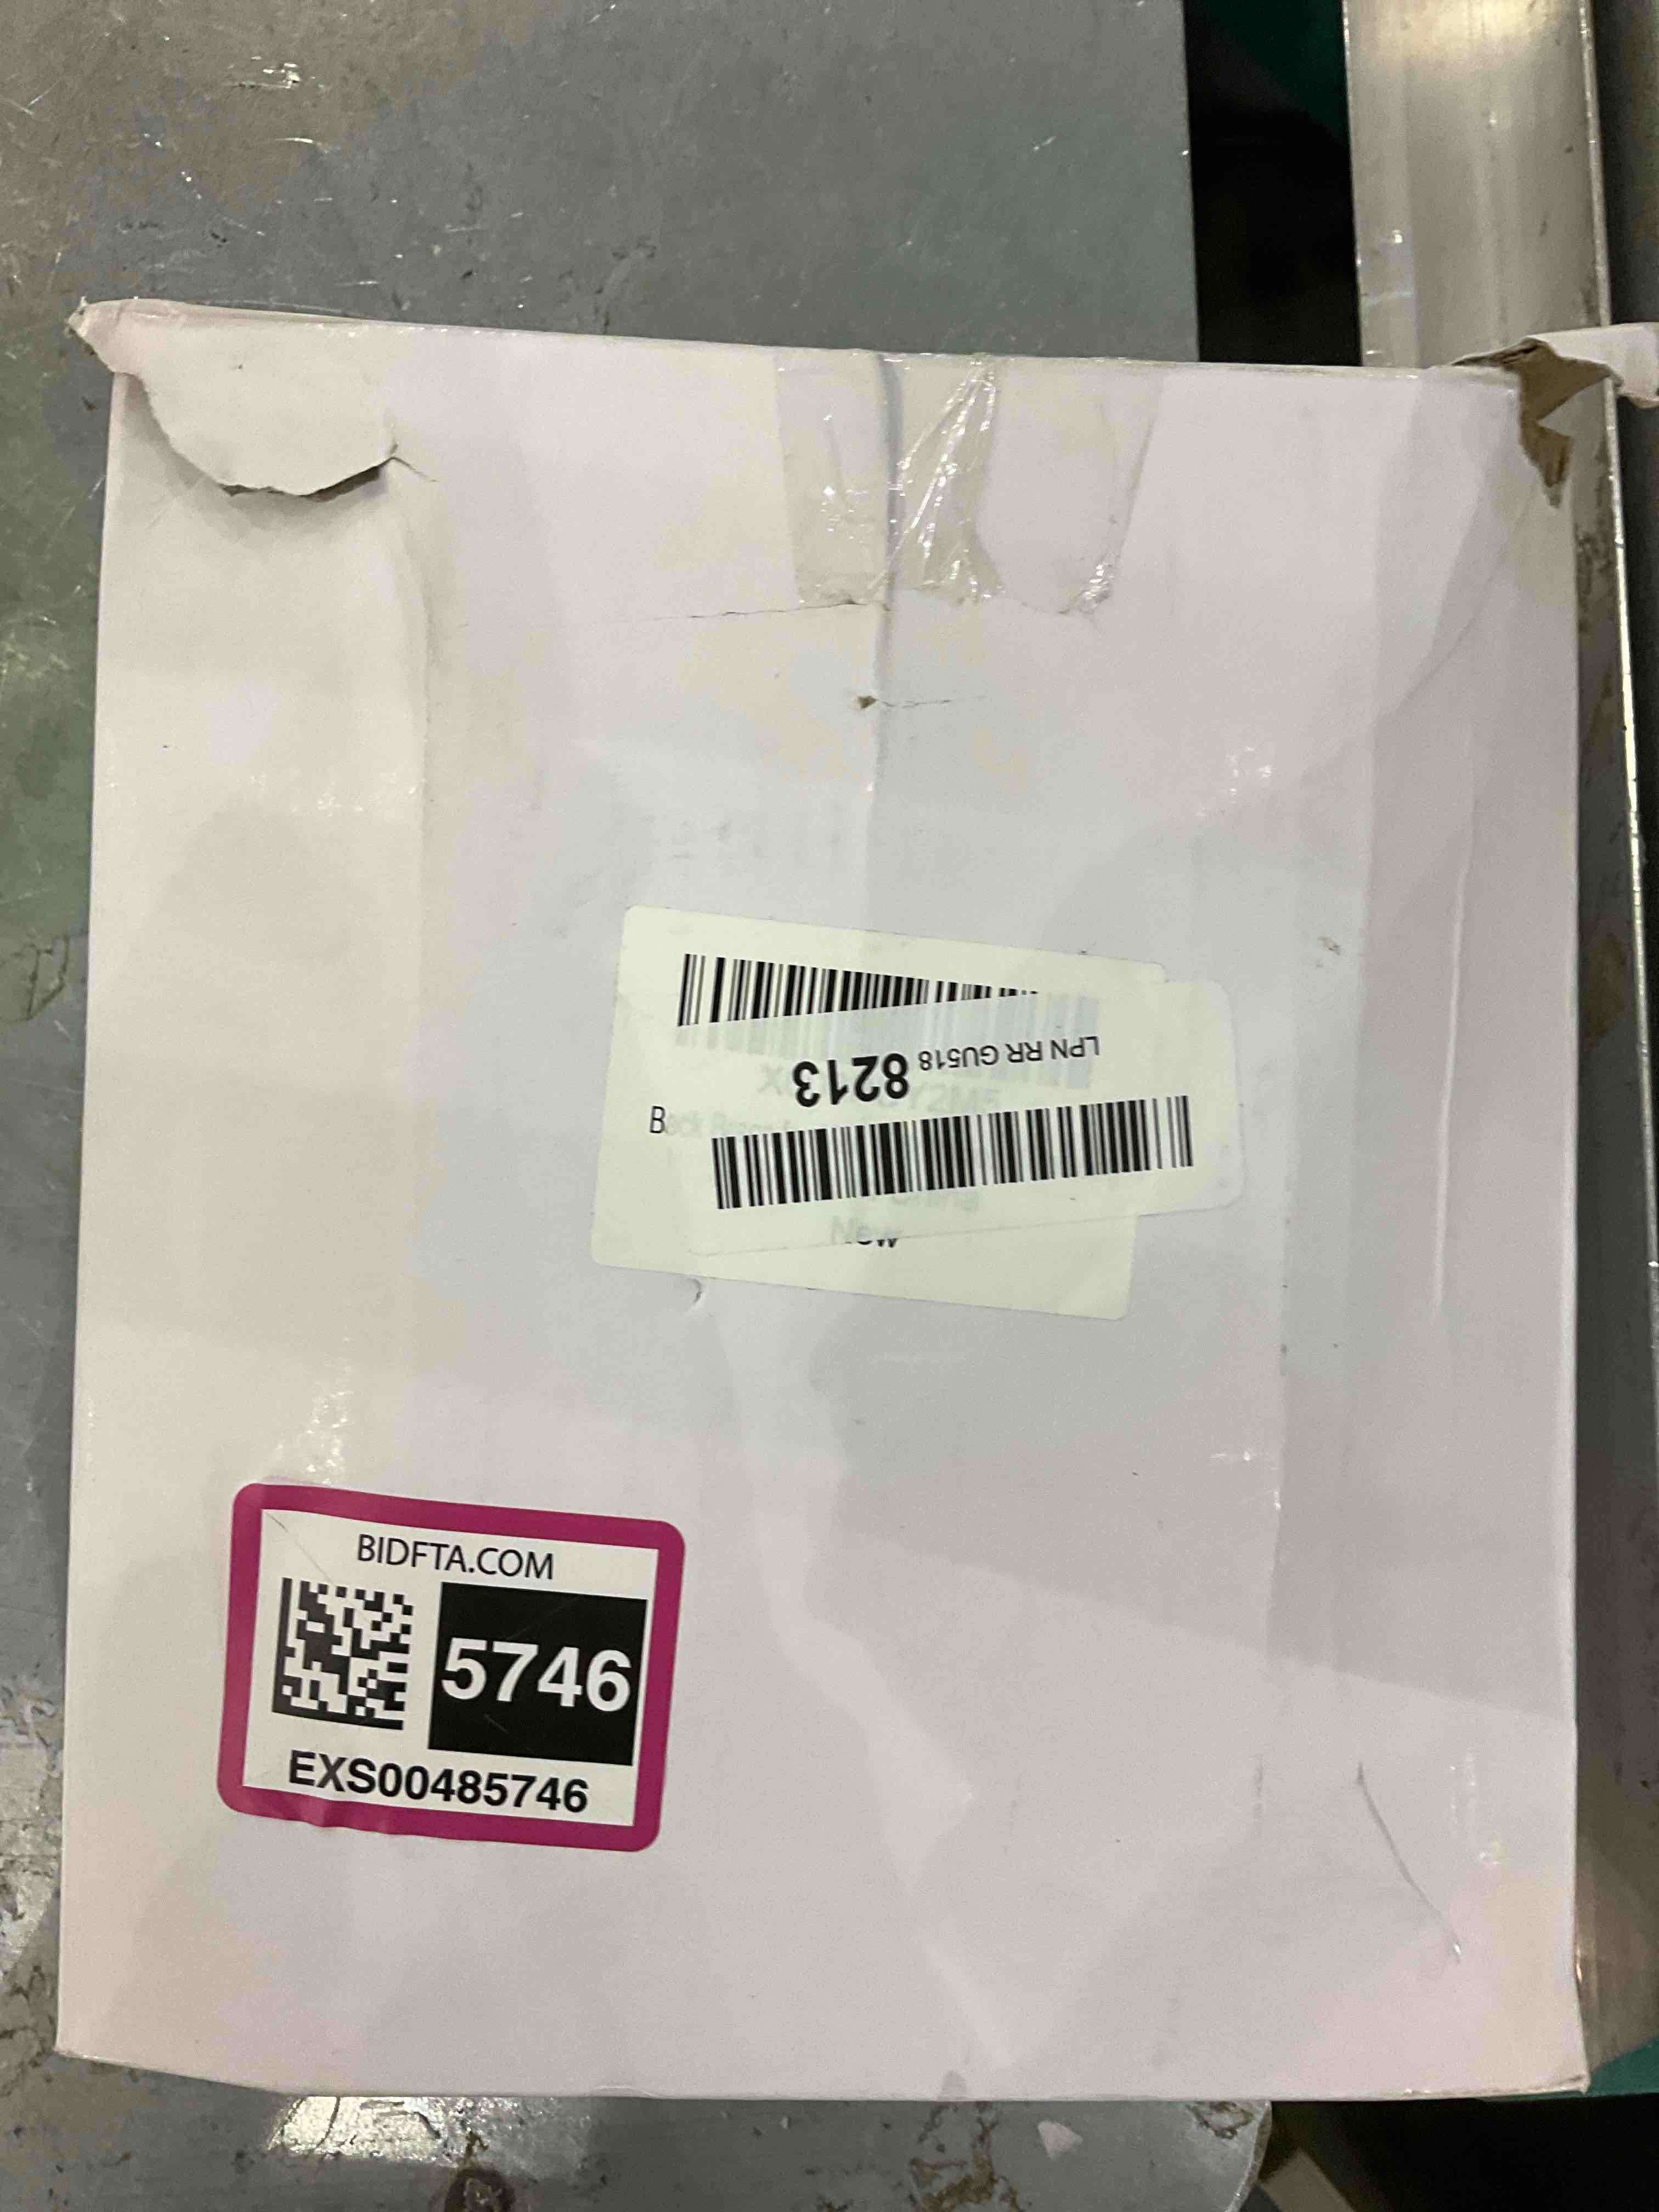 LPN RR GU518 8213
B
New
BIDFTA.COM
5746
EXS00485746